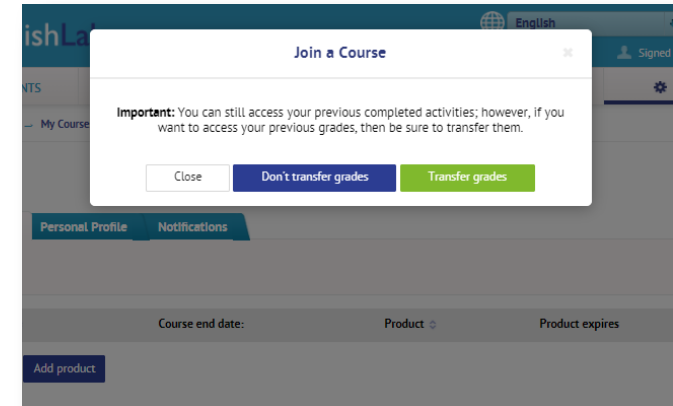 English
ishLa
Join a Course
Signed
NTS
My Course
Important: You can still access your previous completed activities; however, if you
want to access your previous grades, then be sure to transfer them.
Close Don't transfer grades Transfer grades
Personal Profile Notifications
Course end date: Product Product expires
Add product